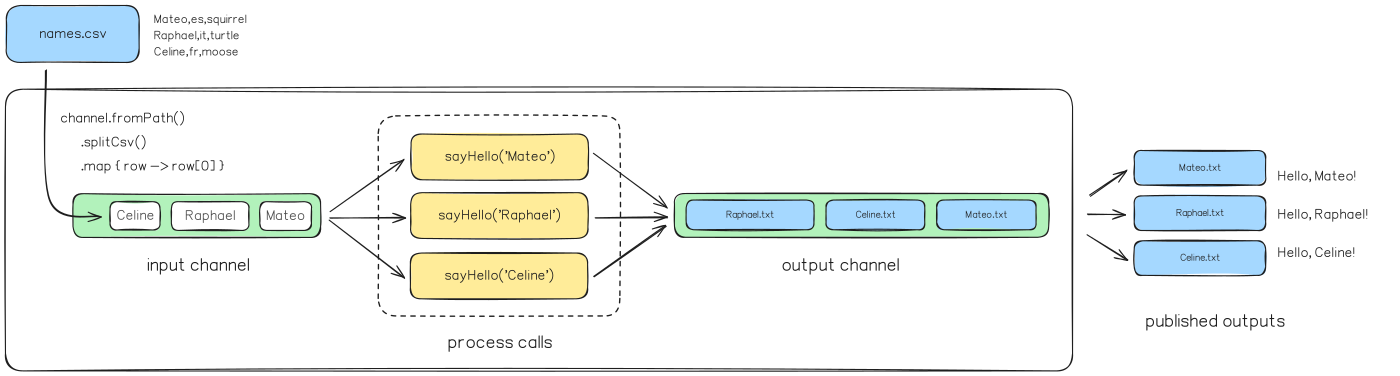 names.csv
Mateo,es,squirrel
Raphael,it,turtle
Celine,fr,moose
channel.fromPath()
.splitCsv()
.map { row -> row[0] }
Celine
Raphael
Mateo
input channel
sayHello('Mateo')
sayHello('Raphael')
sayHello('Celine')
process calls
Raphael.txt
Celine.txt
Mateo.txt
output channel
Mateo.txt
Hello, Mateo!
Raphael.txt
Hello, Raphael!
Celine.txt
Hello, Celine!
published outputs